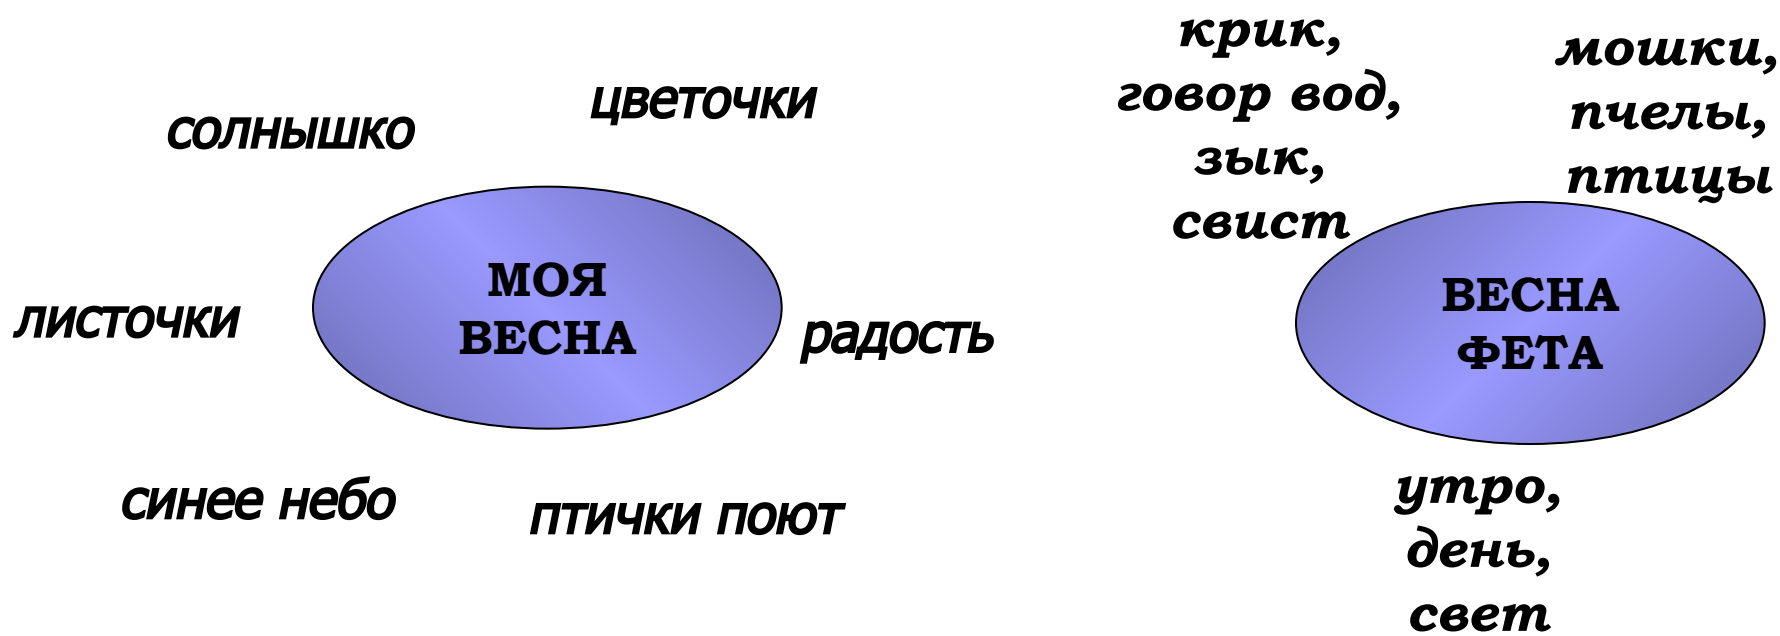 солнышко
цветочки
листочки
МОЯ
ВЕСНА
радость
синее небо
птички поют
крик,
говор вод,
зык,
свист
мошки,
пчелы,
птицы
ВЕСНА
ФЕТА
утро,
день,
свет